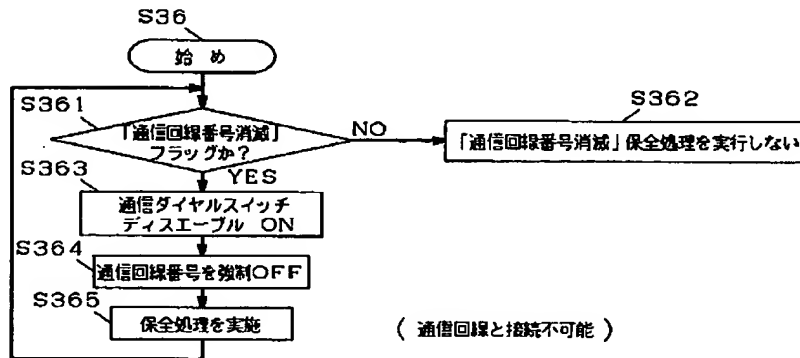 S36
始め
S361
「通信回線番号消滅」
フラッグか？
NO
S362
「通信回線番号消滅」保全処理を実行しない
YES
S363
通信ダイヤルスイッチ
ディスエーブル ON
S364
通信回線番号を強制OFF
S365
保全処理を実施
( 通信回線と接続不可能 )